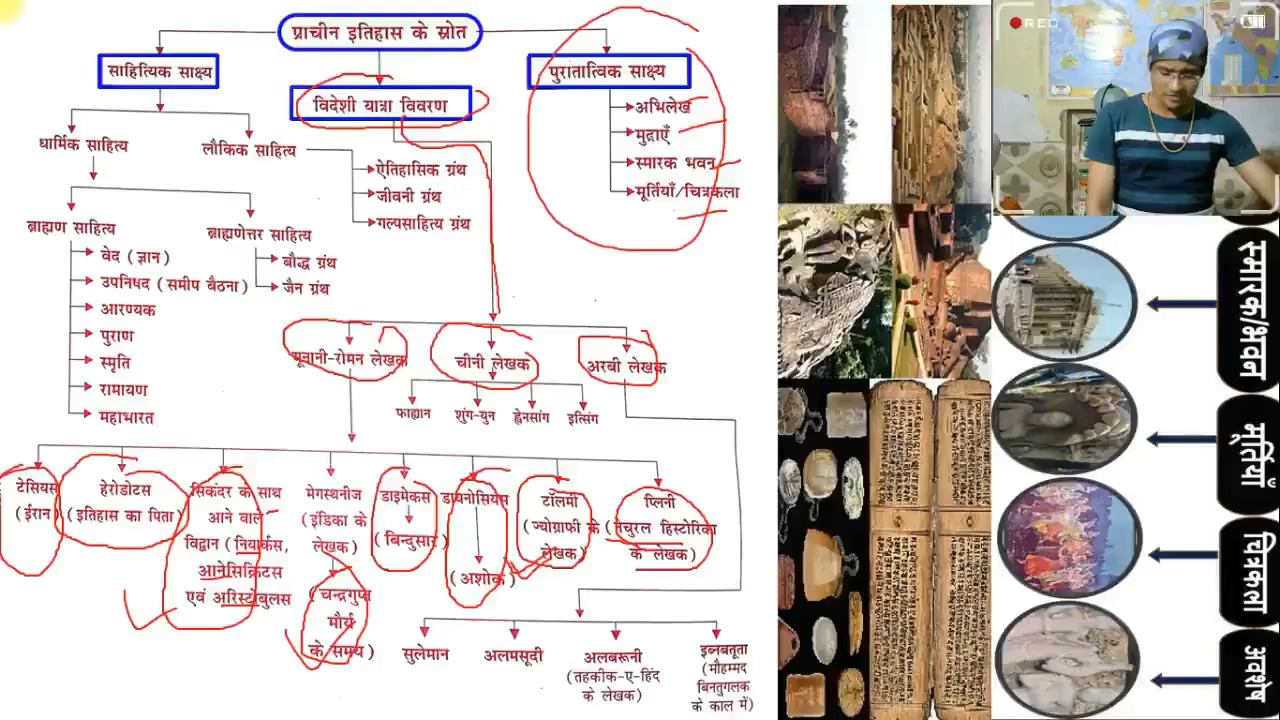 प्राचीन इतिहास के स्रोत
साहित्यिक साक्ष्य
विदेशी यात्रा विवरण
पुरातात्विक साक्ष्य
अभिलेख
मुद्राएँ
स्मारक भवन
मूर्तियाँ/चित्रकला
धार्मिक साहित्य
लौकिक साहित्य
ऐतिहासिक ग्रंथ
जीवनी ग्रंथ
गल्पसाहित्य ग्रंथ
ब्राह्मण साहित्य
ब्राह्मणेत्तर साहित्य
वेद (ज्ञान)
उपनिषद (समीप बैठना)
आरण्यक
पुराण
स्मृति
रामायण
महाभारत
बौद्ध ग्रंथ
जैन ग्रंथ
यूनानी-रोमन लेखक
चीनी लेखक
अरबी लेखक
फाह्यान
शुंग-युन
ह्वेनसांग
इत्सिंग
टेसियस
(ईरान)
हेरोडोटस
(इतिहास का पिता)
सिकंदर के साथ
आने वाले
विद्वान (नियार्कस,
आनेसिक्रिटस
एवं अरिस्टोबुलस
मेगस्थनीज
(इंडिका के
लेखक)
(चन्द्रगुप्त
मौर्य
के समय)
डाइमेकस
(बिन्दुसार)
डायनोसियस
(अशोक)
टॉलमी
(ज्योग्राफी के
लेखक)
प्लिनी
(नेचुरल हिस्टोरिका
के लेखक)
सुलेमान
अलमसूदी
अलबरूनी
(तहकीक-ए-हिंद
के लेखक)
इब्नबतूता
(मौहम्मद
बिनतुगलक
के काल में)
REC
स्मारक/भवन
मूर्तियाँ
चित्रकला
अवशेष